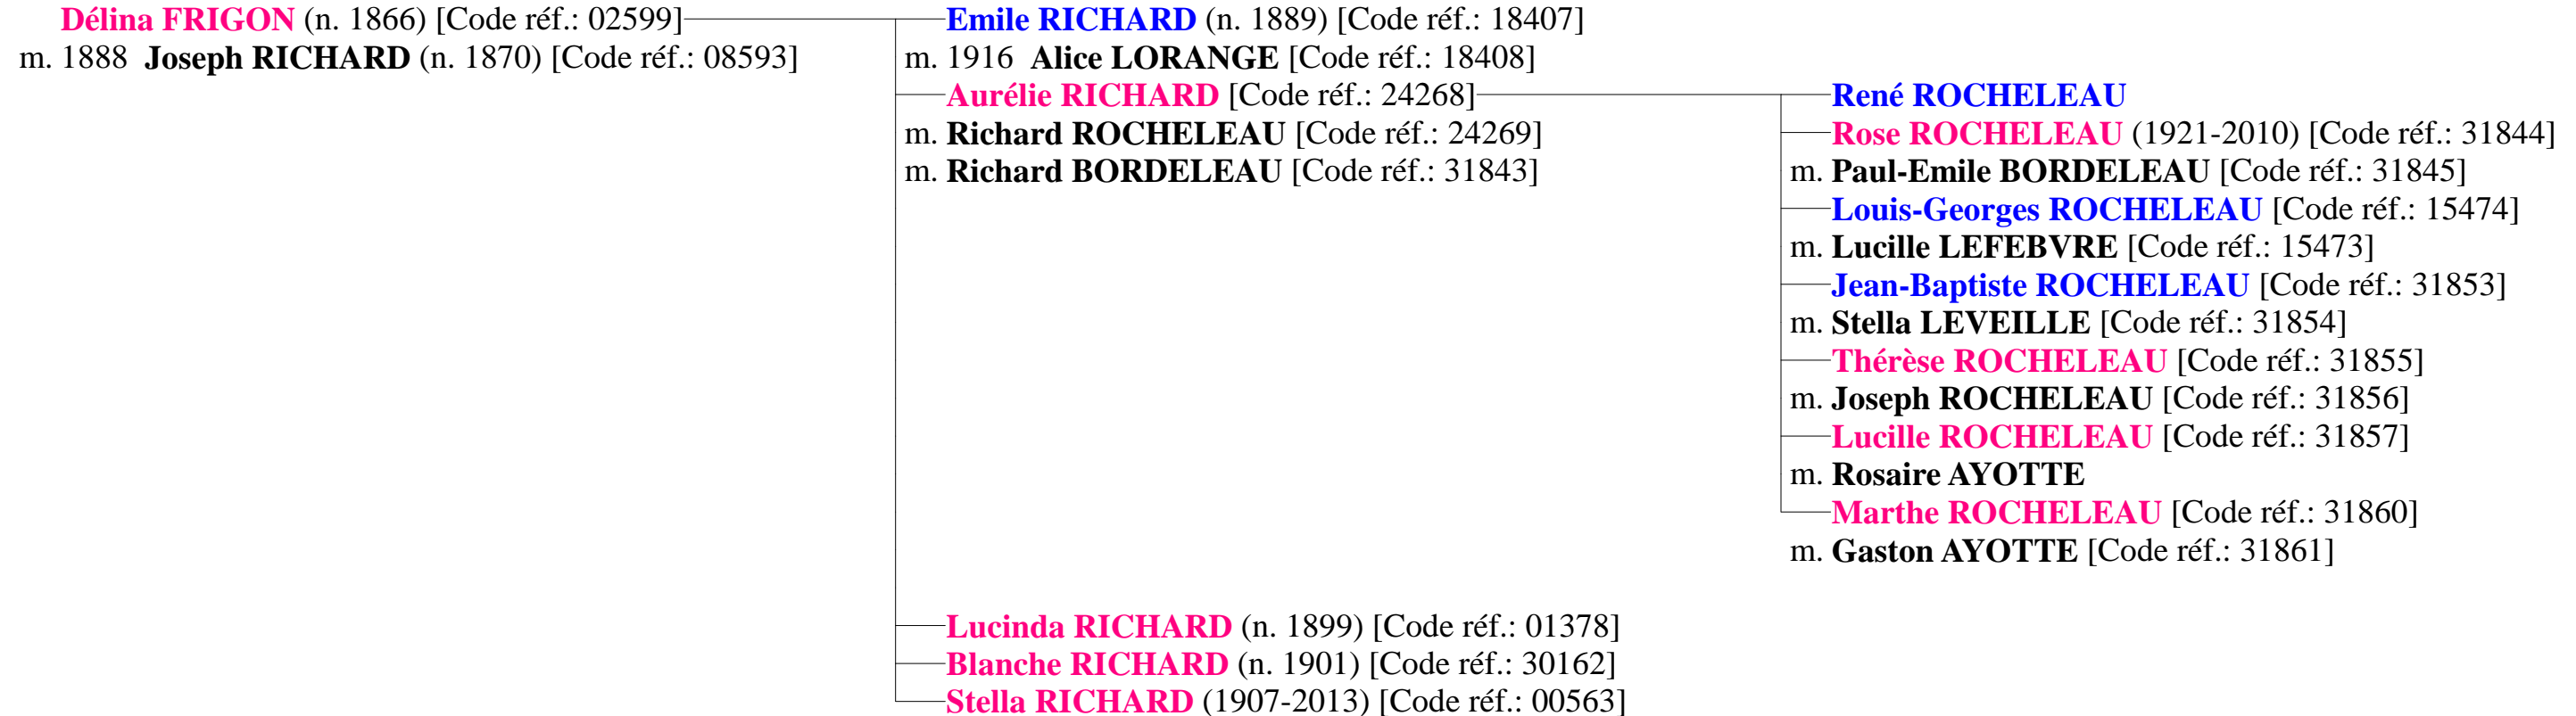 Délina FRIGON (n. 1866) [Code réf.: 02599]
m. 1888 Joseph RICHARD (n. 1870) [Code réf.: 08593]
Emile RICHARD (n. 1889) [Code réf.: 18407]
m. 1916 Alice LORANGE [Code réf.: 18408]
Aurélie RICHARD [Code réf.: 24268]
m. Richard ROCHELEAU [Code réf.: 24269]
m. Richard BORDELEAU [Code réf.: 31843]
René ROCHELEAU
Rose ROCHELEAU (1921-2010) [Code réf.: 31844]
m. Paul-Emile BORDELEAU [Code réf.: 31845]
Louis-Georges ROCHELEAU [Code réf.: 15474]
m. Lucille LEFEBVRE [Code réf.: 15473]
Jean-Baptiste ROCHELEAU [Code réf.: 31853]
m. Stella LEVEILLE [Code réf.: 31854]
Thérèse ROCHELEAU [Code réf.: 31855]
m. Joseph ROCHELEAU [Code réf.: 31856]
Lucille ROCHELEAU [Code réf.: 31857]
m. Rosaire AYOTTE
Marthe ROCHELEAU [Code réf.: 31860]
m. Gaston AYOTTE [Code réf.: 31861]
Lucinda RICHARD (n. 1899) [Code réf.: 01378]
Blanche RICHARD (n. 1901) [Code réf.: 30162]
Stella RICHARD (1907-2013) [Code réf.: 00563]